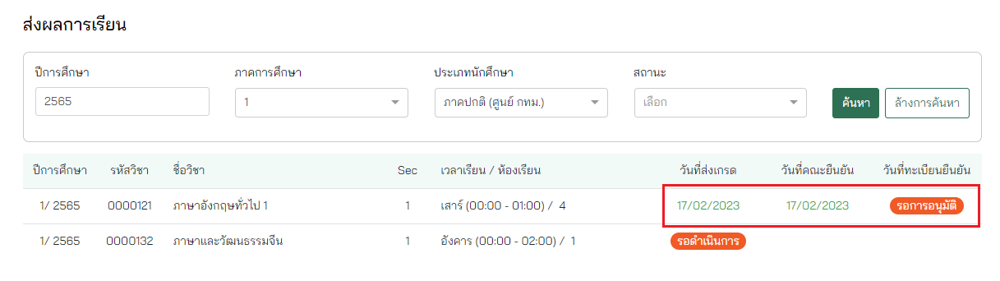 ส่งผลการเรียน
ปีการศึกษา ภาคการศึกษา ประเภทนักศึกษา สถานะ
2565 1 ภาคปกติ (ศูนย์ กทม.) เลือก ค้นหา ล้างการค้นหา
ปีการศึกษา รหัสวิชา ชื่อวิชา Sec เวลาเรียน / ห้องเรียน วันที่ส่งเกรด วันที่คณะยืนยัน วันที่ทะเบียนยืนยัน
1/ 2565 0000121 ภาษาอังกฤษทั่วไป 1 1 เสาร์ (00:00 - 01:00) / 4 17/02/2023 17/02/2023 รอการอนุมัติ
1/ 2565 0000132 ภาษาและวัฒนธรรมจีน 1 อังคาร (00:00 - 02:00) / 1 รอดำเนินการ